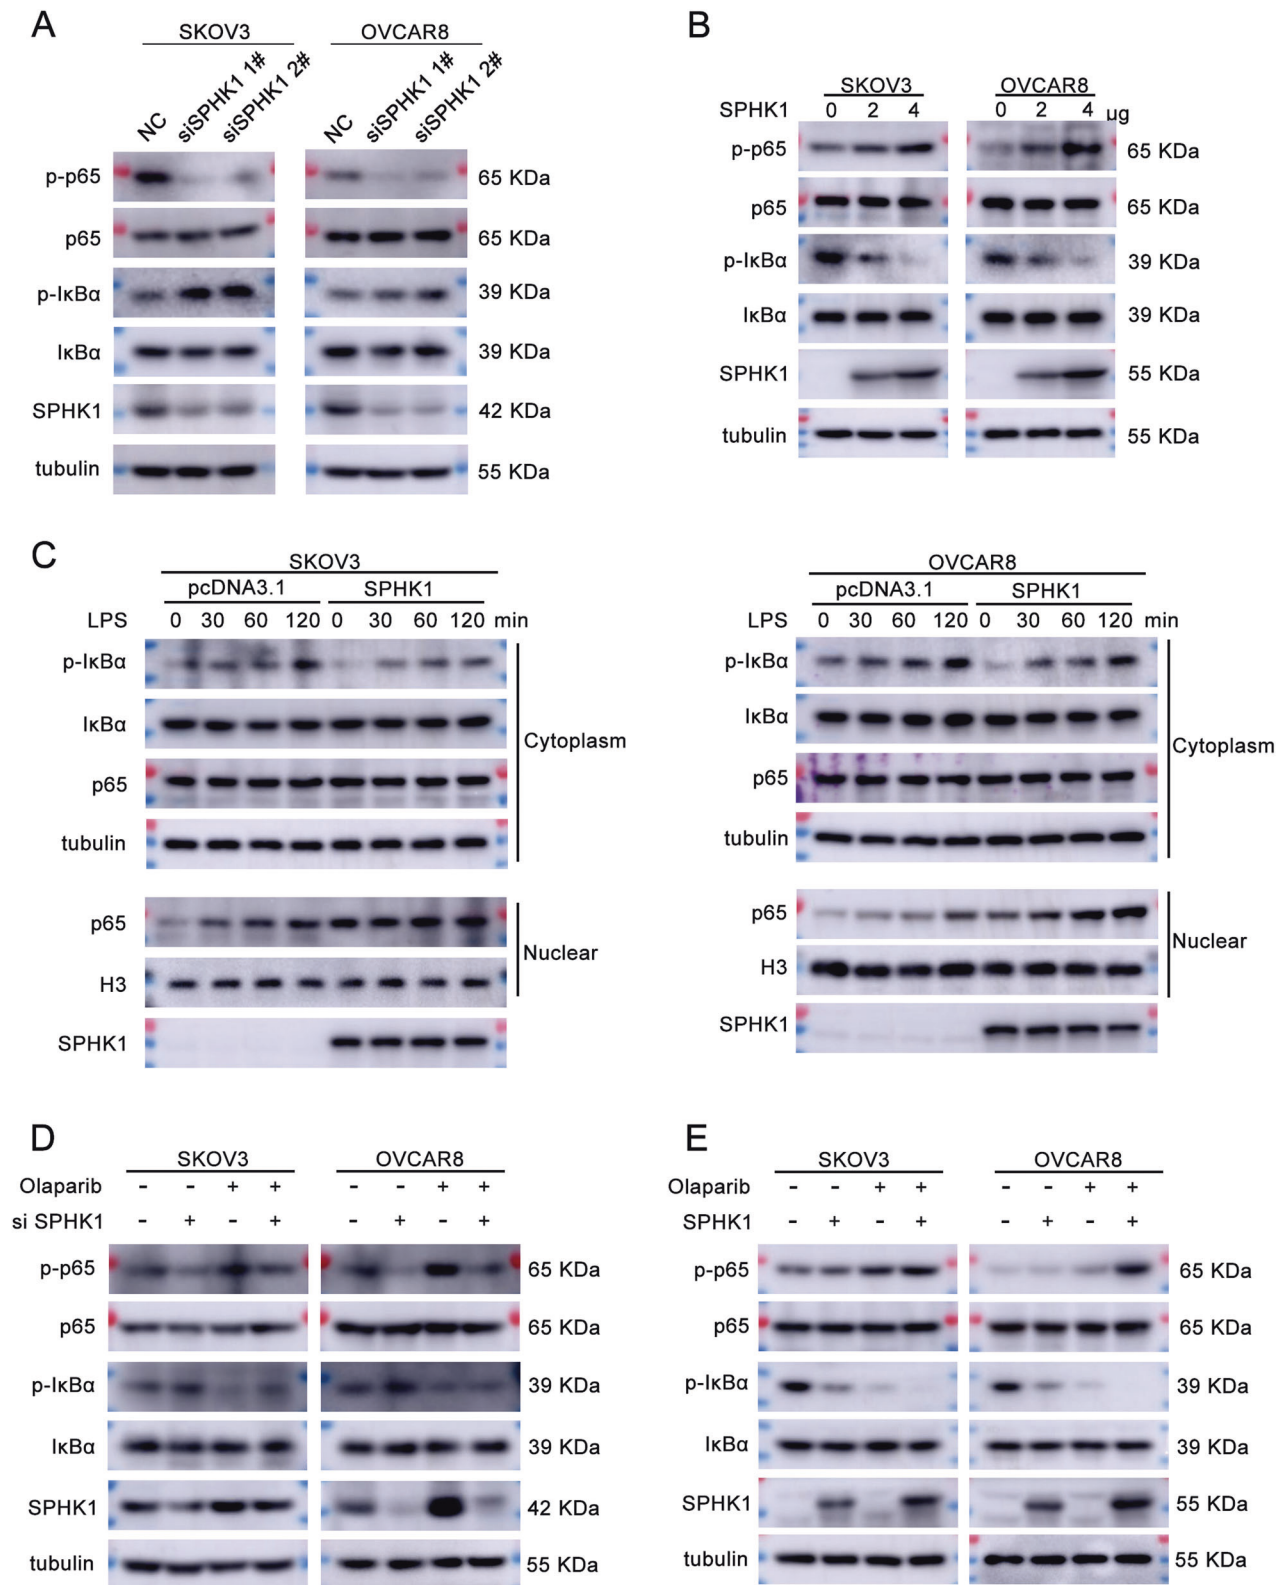 A
SKOV3 OVCAR8
NC siSPHK1 1# siSPHK1 2# NC siSPHK1 1# siSPHK1 2#
p-p65 65 KDa
p65 65 KDa
p-IκBα 39 KDa
IκBα 39 KDa
SPHK1 42 KDa
tubulin 55 KDa
B
SKOV3 OVCAR8
SPHK1 0 2 4 0 2 4 μg
p-p65 65 KDa
p65 65 KDa
p-IκBα 39 KDa
IκBα 39 KDa
SPHK1 55 KDa
tubulin 55 KDa
C
SKOV3
pcDNA3.1 SPHK1
LPS 0 30 60 120 0 30 60 120 min
p-IκBα
IκBα
Cytoplasm
p65
tubulin
p65
Nuclear
H3
SPHK1
OVCAR8
pcDNA3.1 SPHK1
LPS 0 30 60 120 0 30 60 120 min
p-IκBα
IκBα
Cytoplasm
p65
tubulin
p65
Nuclear
H3
SPHK1
D
SKOV3 OVCAR8
Olaparib - - + + - - + +
si SPHK1 - + - + - + - +
p-p65 65 KDa
p65 65 KDa
p-IκBα 39 KDa
IκBα 39 KDa
SPHK1 42 KDa
tubulin 55 KDa
E
SKOV3 OVCAR8
Olaparib - - + + - - + +
SPHK1 - + - + - + - +
p-p65 65 KDa
p65 65 KDa
p-IκBα 39 KDa
IκBα 39 KDa
SPHK1 55 KDa
tubulin 55 KDa